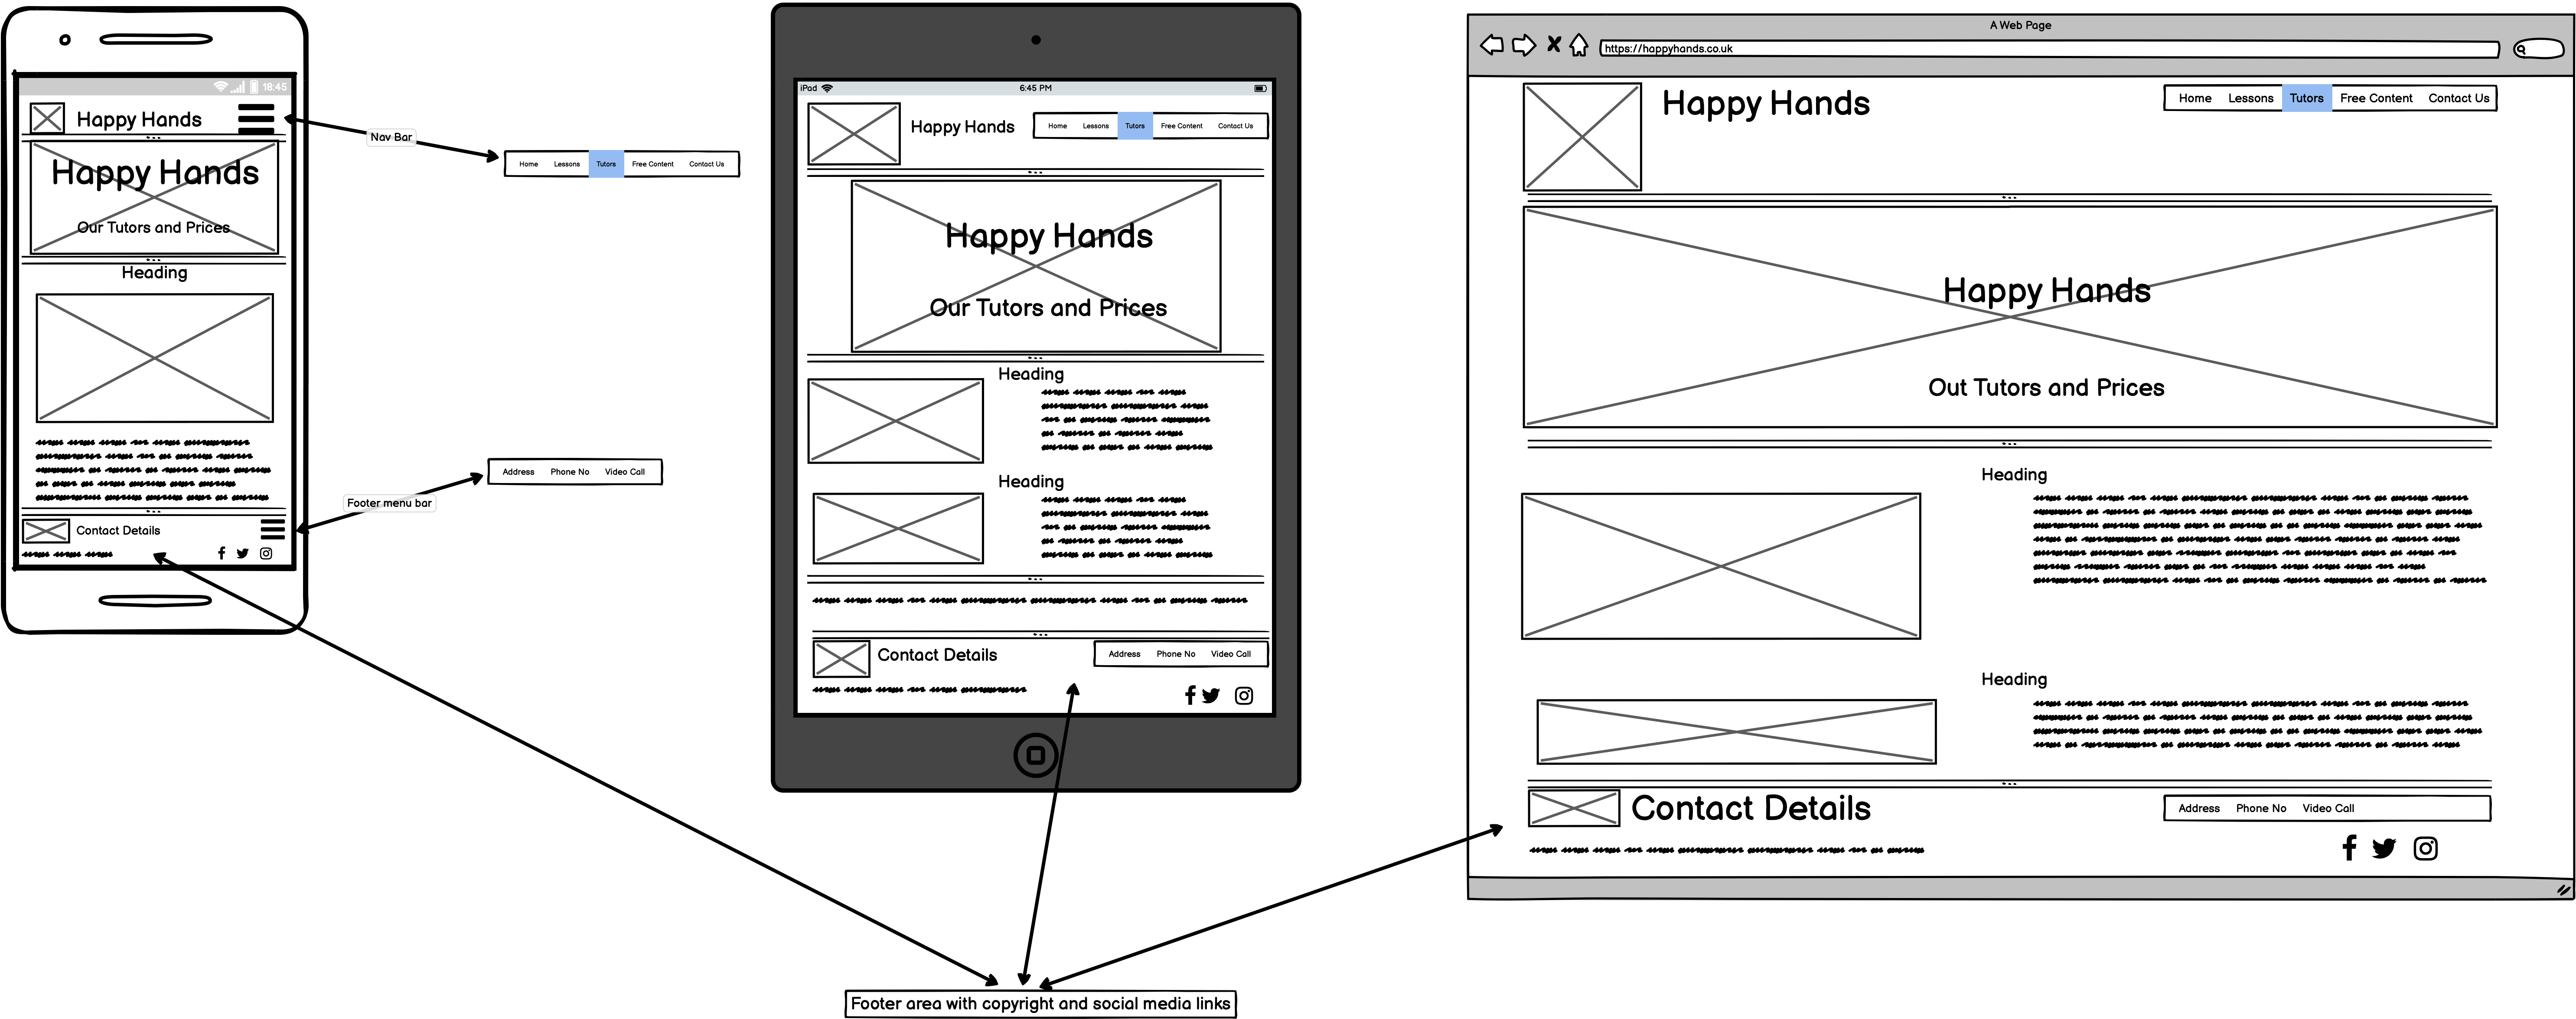 18:45
Happy Hands
Happy Hands
Our Tutors and Prices
Heading
Contact Details
Nav Bar
Home Lessons Tutors Free Content Contact Us
Footer menu bar
Address Phone No Video Call
iPad 6:45 PM
Happy Hands
Home Lessons Tutors Free Content Contact Us
Happy Hands
Our Tutors and Prices
Heading
Heading
Contact Details
Address Phone No Video Call
A Web Page
https://happyhands.co.uk
Happy Hands
Home Lessons Tutors Free Content Contact Us
Happy Hands
Out Tutors and Prices
Heading
Heading
Contact Details
Address Phone No Video Call
Footer area with copyright and social media links